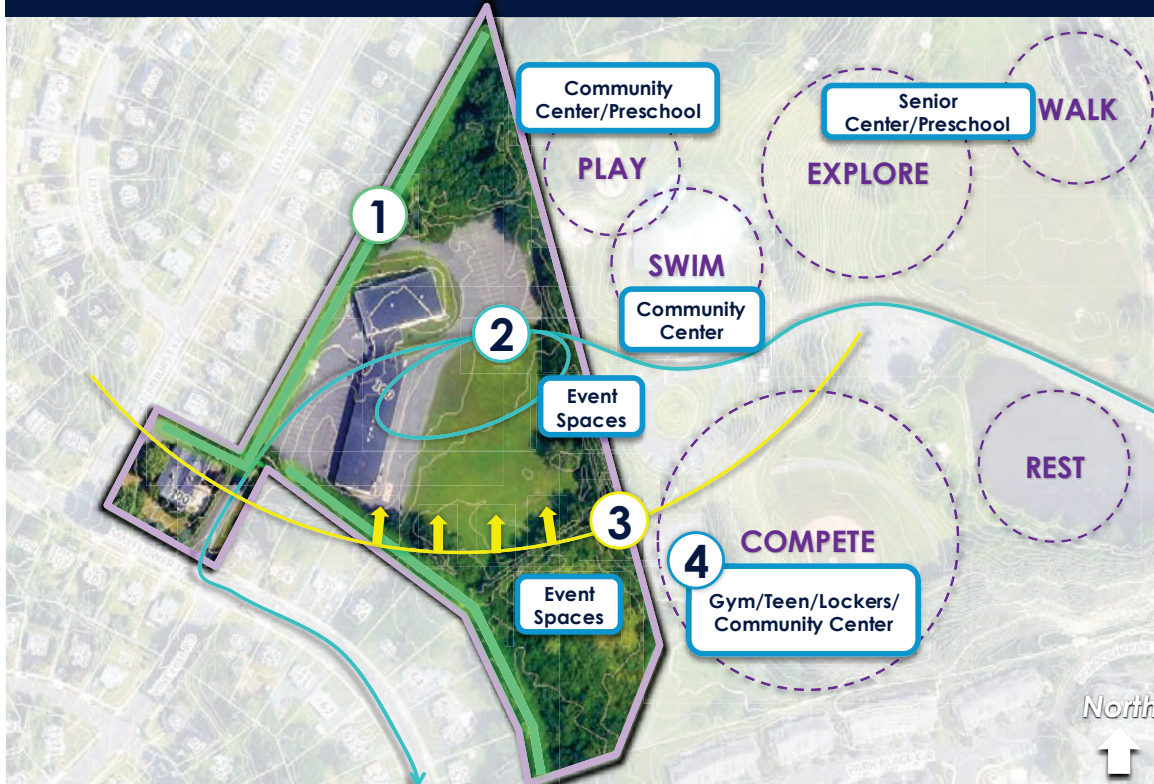 Community
Center/Preschool
Senior
Center/Preschool
WALK
PLAY
EXPLORE
1
SWIM
Community
Center
2
Event
Spaces
REST
3
COMPETE
4
Event
Spaces
Gym/Teen/Lockers/
Community Center
North